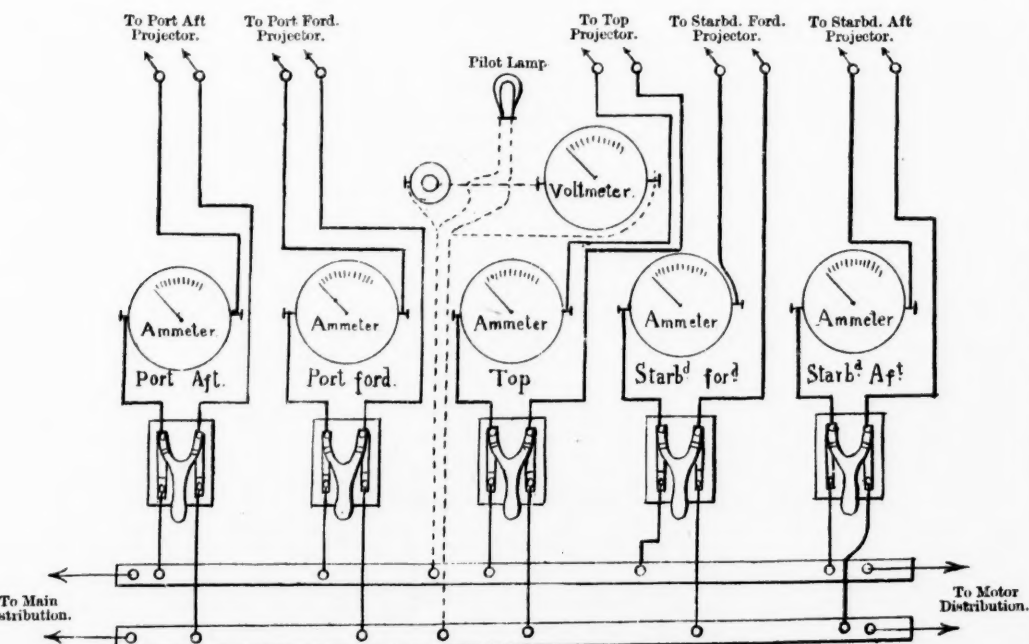 To Port Aft
Projector.
To Port Ford.
Projector.
To Top
Projector.
To Starbd. Ford.
Projector.
To Starbd. Aft
Projector.
Pilot Lamp
Voltmeter.
Ammeter.
Ammeter
Ammeter
Ammeter
Ammeter
Port Aft.
Port ford.
Top
Starbd ford
Starbd Aft
To Main
stribution.
To Motor
Distribution.